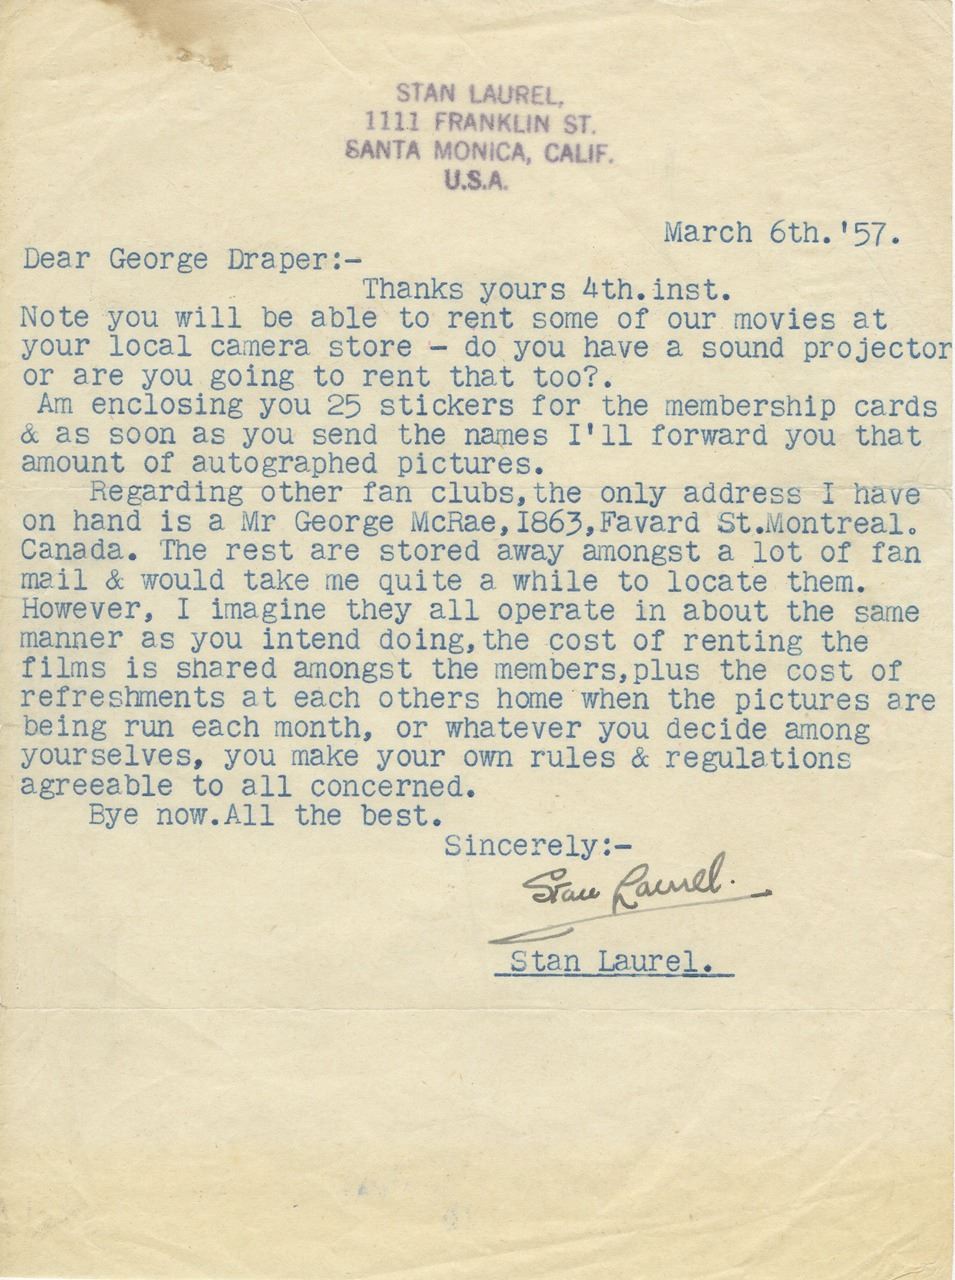 STAN LAUREL,
1111 FRANKLIN ST.
SANTA MONICA, CALIF.
U.S.A.
March 6th.'57.
Dear George Draper:-
Thanks yours 4th.inst.
Note you will be able to rent some of our movies at
your local camera store - do you have a sound projector
or are you going to rent that too?.
Am enclosing you 25 stickers for the membership cards
& as soon as you send the names I'll forward you that
amount of autographed pictures.
Regarding other fan clubs,the only address I have
on hand is a Mr George McRae,I863,Favard St.Montreal.
Canada. The rest are stored away amongst a lot of fan
mail & would take me quite a while to locate them.
However, I imagine they all operate in about the same
manner as you intend doing,the cost of renting the
films is shared amongst the members,plus the cost of
refreshments at each others home when the pictures are
being run each month, or whatever you decide among
yourselves, you make your own rules & regulations
agreeable to all concerned.
Bye now.All the best.
Sincerely:-
Stan Laurel.
Stan Laurel.